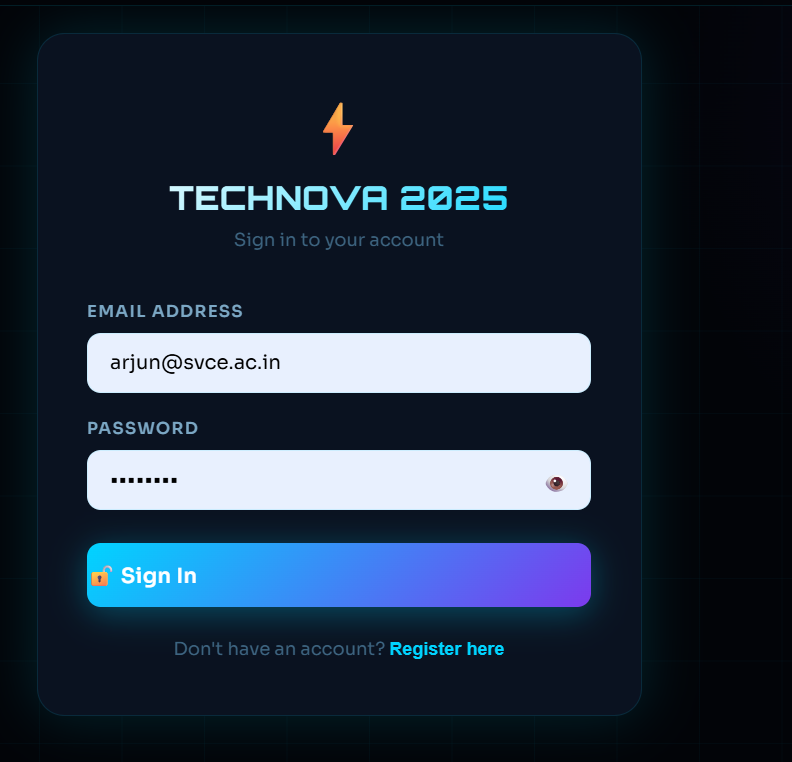 TECHNOVA 2025
Sign in to your account
EMAIL ADDRESS
arjun@svce.ac.in
PASSWORD
••••••••
Sign In
Don't have an account? Register here